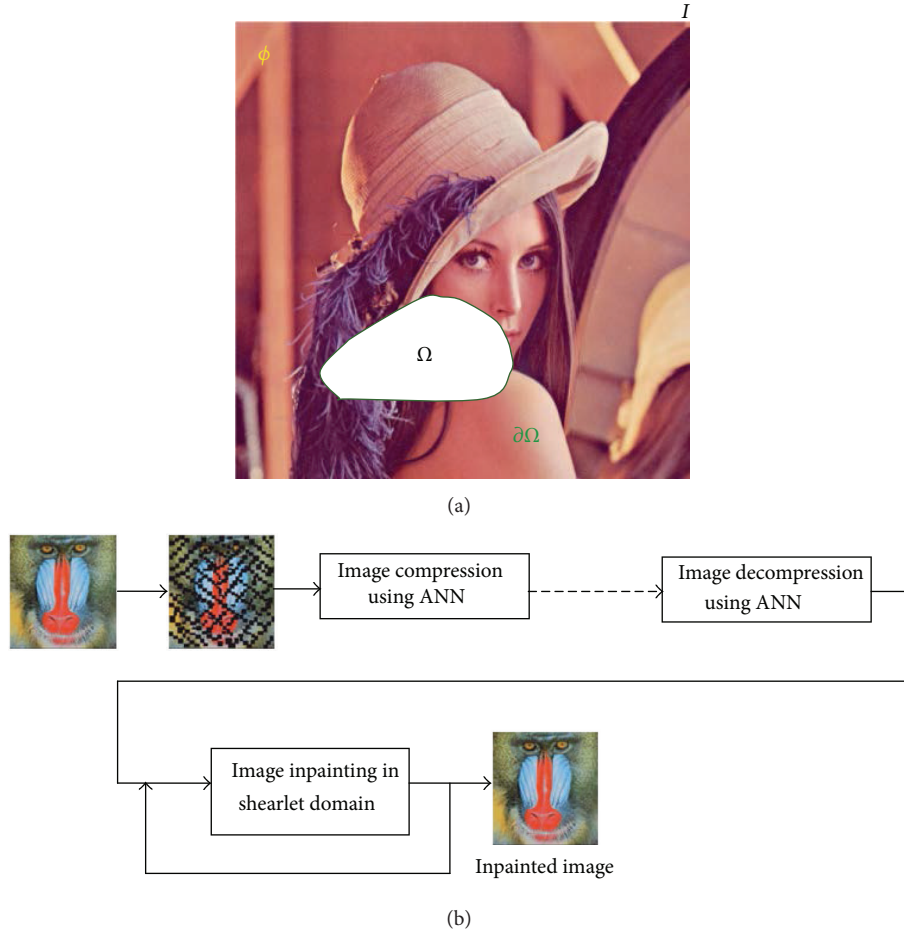 I
ϕ
Ω
∂Ω
(a)
Image compression
using ANN
Image decompression
using ANN
Image inpainting in
shearlet domain
Inpainted image
(b)